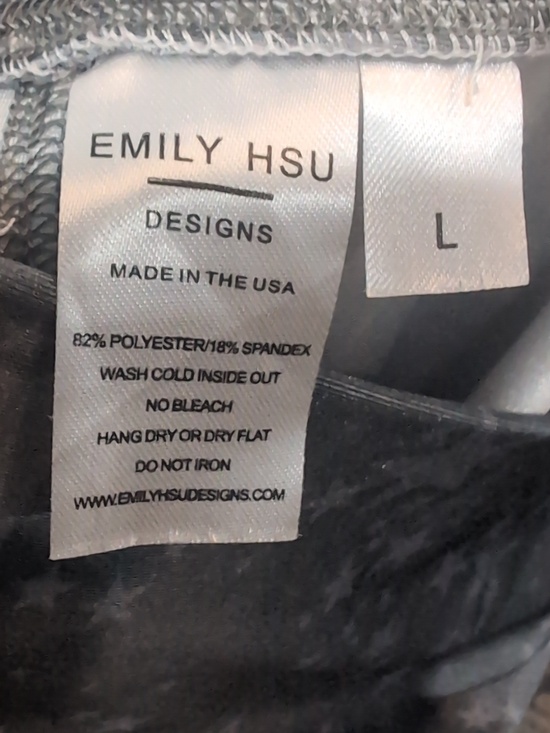 EMILY HSU
DESIGNS
MADE IN THE USA
82% POLYESTER/18% SPANDEX
WASH COLD INSIDE OUT
NO BLEACH
HANG DRY OR DRY FLAT
DO NOT IRON
WWW.EMILYHSUDESIGNS.COM
L